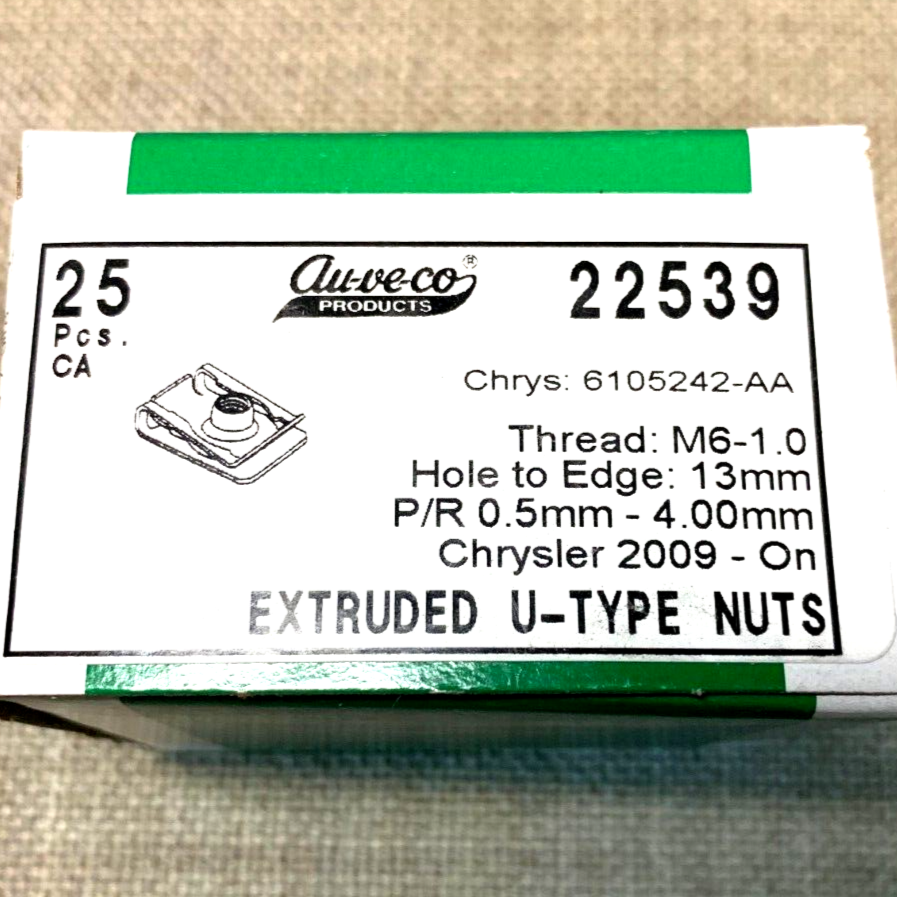 25
Pcs.
CA
au-ve-co®
PRODUCTS
22539
Chrys: 6105242-AA
Thread: M6-1.0
Hole to Edge: 13mm
P/R 0.5mm - 4.00mm
Chrysler 2009 - On
EXTRUDED U-TYPE NUTS